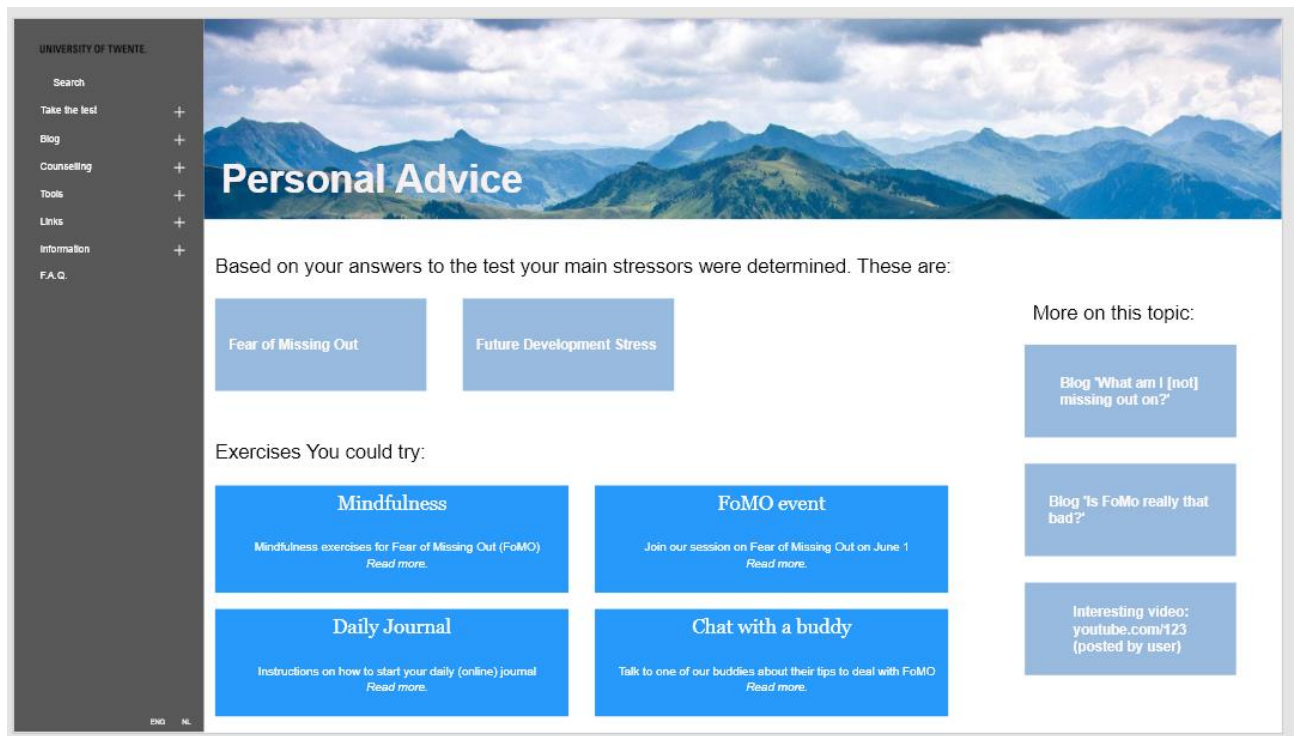 UNIVERSITY OF TWENTE.
Search
Take the test
Blog
Counselling
Tools
Links
Information
F.A.Q.
ENG NL
Personal Advice
Based on your answers to the test your main stressors were determined. These are:
Fear of Missing Out
Future Development Stress
Exercises You could try:
Mindfulness
Mindfulness exercises for Fear of Missing Out (FoMO)
Read more.
FoMO event
Join our session on Fear of Missing Out on June 1
Read more.
Daily Journal
Instructions on how to start your daily (online) journal
Read more.
Chat with a buddy
Talk to one of our buddies about their tips to deal with FoMO
Read more.
More on this topic:
Blog 'What am I [not]
missing out on?'
Blog 'Is FoMo really that
bad?'
Interesting video:
youtube.com/123
(posted by user)